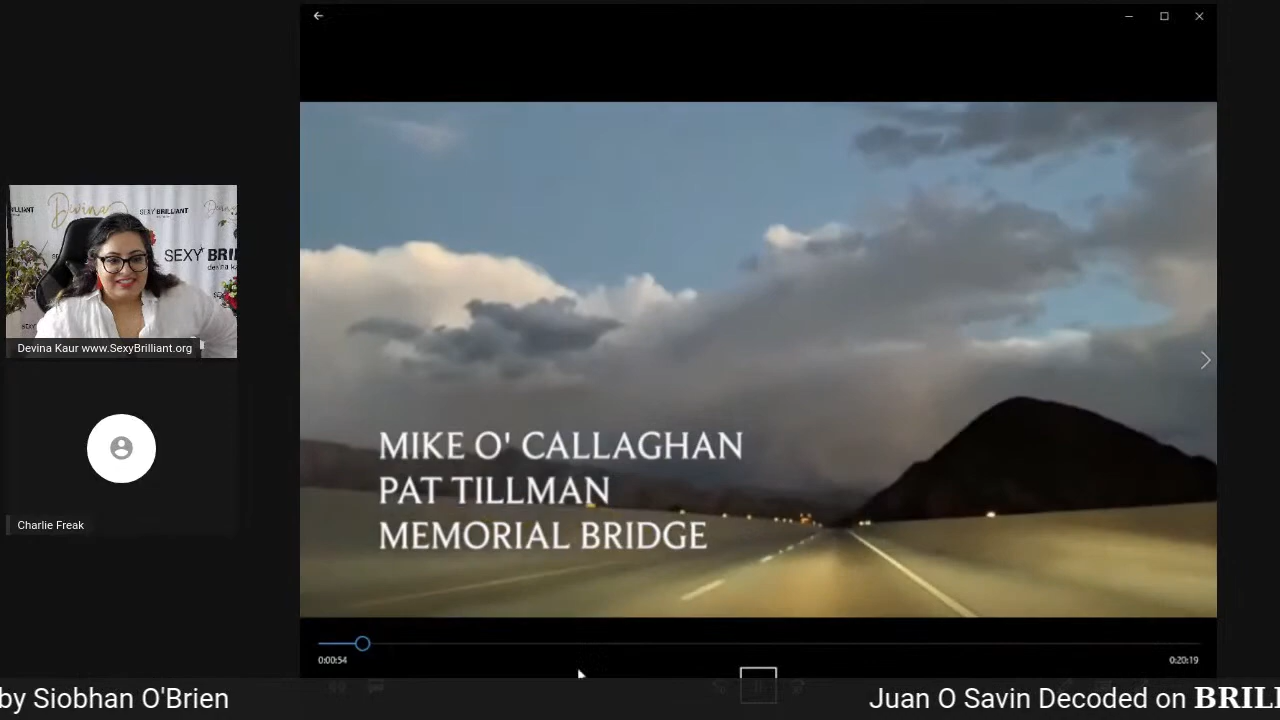 Devina
SEXY BRILLIANT
SEXY BRI
Devina Kaur www.SexyBrilliant.org
Charlie Freak
MIKE O' CALLAGHAN
PAT TILLMAN
MEMORIAL BRIDGE
0:00:54
0:20:19
by Siobhan O'Brien
Juan O Savin Decoded on BRILL